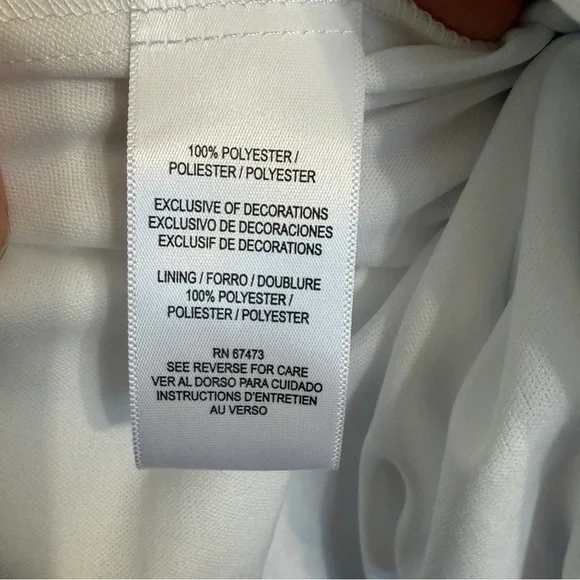 100% POLYESTER /
POLIESTER / POLYESTER
EXCLUSIVE OF DECORATIONS
EXCLUSIVO DE DECORACIONES
EXCLUSIF DE DECORATIONS
LINING / FORRO / DOUBLURE
100% POLYESTER /
POLIESTER / POLYESTER
RN 67473
SEE REVERSE FOR CARE
VER AL DORSO PARA CUIDADO
INSTRUCTIONS D'ENTRETIEN
AU VERSO